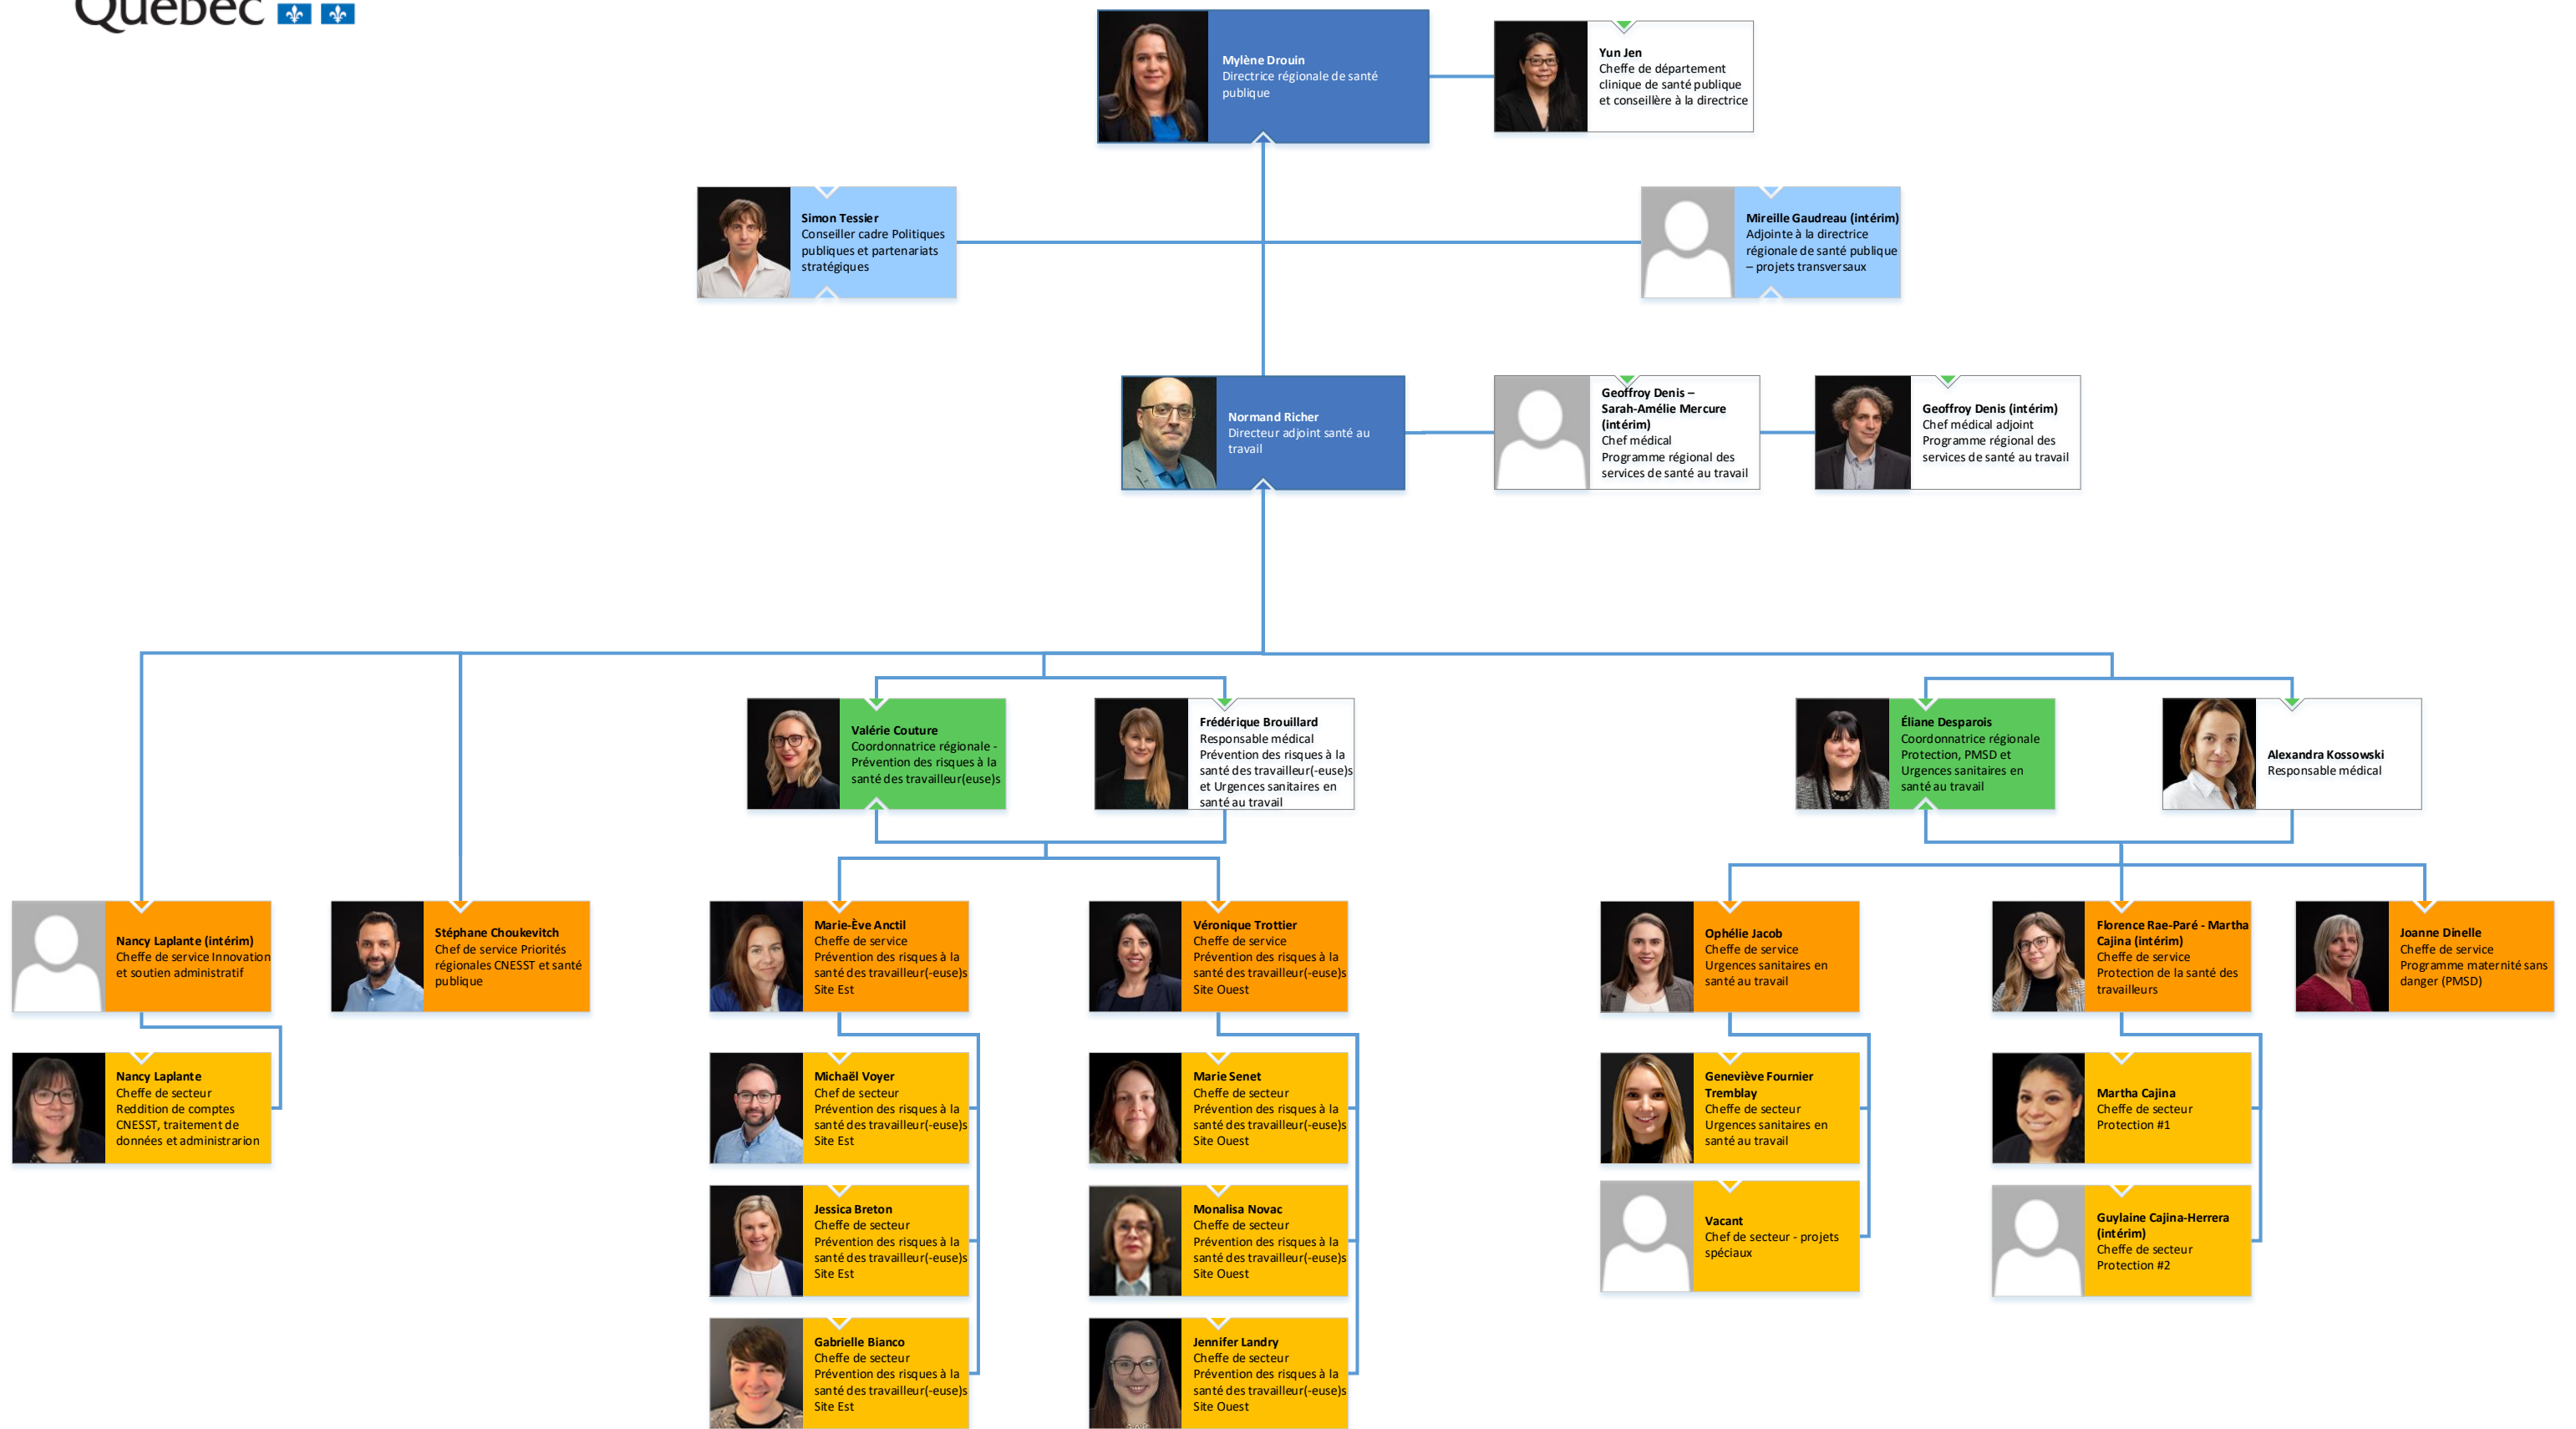 Québec
Mylène Drouin
Directrice régionale de santé
publique
Yun Jen
Cheffe de département
clinique de santé publique
et conseillère à la directrice
Simon Tessier
Conseiller cadre Politiques
publiques et partenariats
stratégiques
Mireille Gaudreau (intérim)
Adjointe à la directrice
régionale de santé publique
– projets transversaux
Normand Richer
Directeur adjoint santé au
travail
Geoffroy Denis –
Sarah-Amélie Mercure
(intérim)
Chef médical
Programme régional des
services de santé au travail
Geoffroy Denis (intérim)
Chef médical adjoint
Programme régional des
services de santé au travail
Valérie Couture
Coordonnatrice régionale -
Prévention des risques à la
santé des travailleur(euse)s
Frédérique Brouillard
Responsable médical
Prévention des risques à la
santé des travailleur(-euse)s
et Urgences sanitaires en
santé au travail
Éliane Desparois
Coordonnatrice régionale
Protection, PMSD et
Urgences sanitaires en
santé au travail
Alexandra Kossowski
Responsable médical
Nancy Laplante (intérim)
Cheffe de service Innovation
et soutien administratif
Stéphane Choukevitch
Chef de service Priorités
régionales CNESST et santé
publique
Marie-Ève Anctil
Cheffe de service
Prévention des risques à la
santé des travailleur(-euse)s
Site Est
Véronique Trottier
Cheffe de service
Prévention des risques à la
santé des travailleur(-euse)s
Site Ouest
Ophélie Jacob
Cheffe de service
Urgences sanitaires en
santé au travail
Florence Rae-Paré - Martha
Cajina (intérim)
Cheffe de service
Protection de la santé des
travailleurs
Joanne Dinelle
Cheffe de service
Programme maternité sans
danger (PMSD)
Nancy Laplante
Cheffe de secteur
Reddition de comptes
CNESST, traitement de
données et administrarion
Michaël Voyer
Chef de secteur
Prévention des risques à la
santé des travailleur(-euse)s
Site Est
Marie Senet
Cheffe de secteur
Prévention des risques à la
santé des travailleur(-euse)s
Site Ouest
Geneviève Fournier
Tremblay
Cheffe de secteur
Urgences sanitaires en
santé au travail
Martha Cajina
Cheffe de secteur
Protection #1
Jessica Breton
Cheffe de secteur
Prévention des risques à la
santé des travailleur(-euse)s
Site Est
Monalisa Novac
Cheffe de secteur
Prévention des risques à la
santé des travailleur(-euse)s
Site Ouest
Vacant
Chef de secteur - projets
spéciaux
Guylaine Cajina-Herrera
(intérim)
Cheffe de secteur
Protection #2
Gabrielle Bianco
Cheffe de secteur
Prévention des risques à la
santé des travailleur(-euse)s
Site Est
Jennifer Landry
Cheffe de secteur
Prévention des risques à la
santé des travailleur(-euse)s
Site Ouest